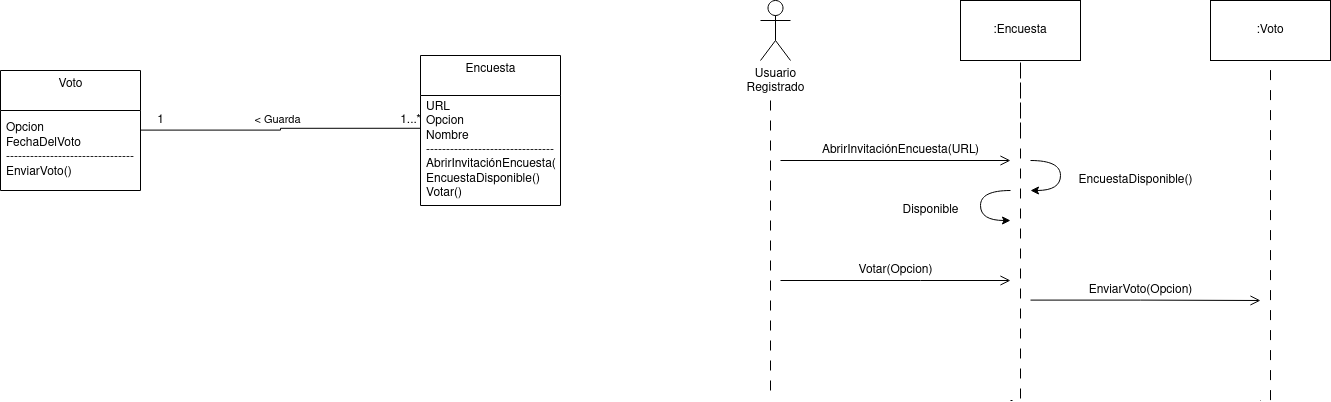 Voto
Opcion
FechaDelVoto
EnviarVoto()
1
< Guarda
1...*
Encuesta
URL
Opcion
Nombre
AbrirInvitaciónEncuesta(
EncuestaDisponible()
Votar()
Usuario
Registrado
:Encuesta
:Voto
AbrirInvitaciónEncuesta(URL)
EncuestaDisponible()
Disponible
Votar(Opcion)
EnviarVoto(Opcion)